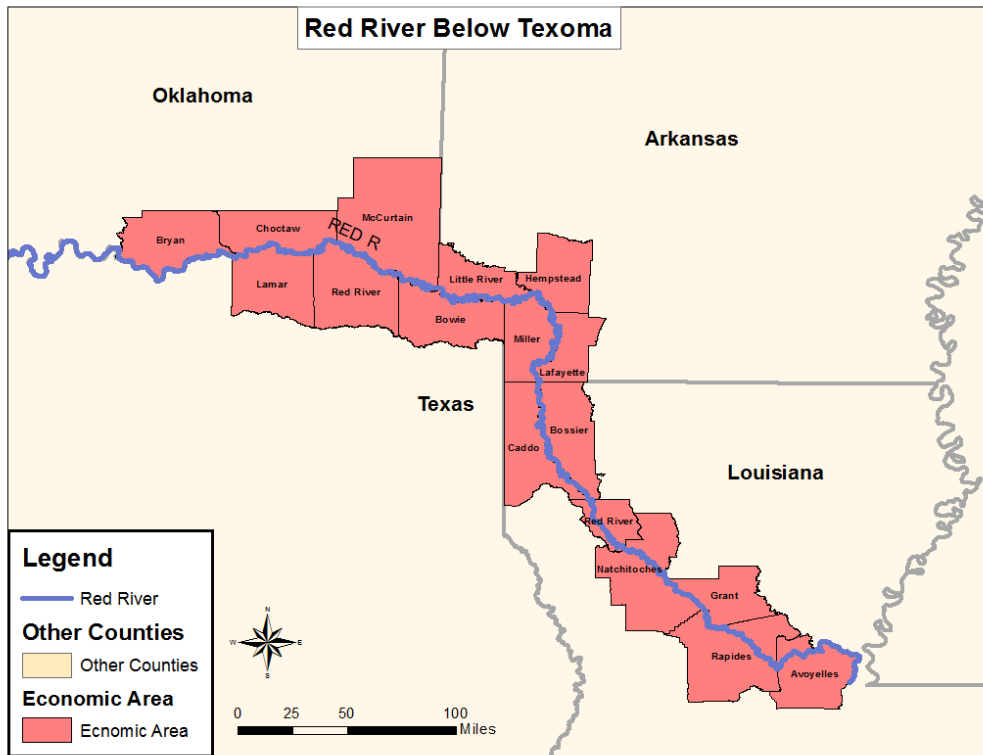 Red River Below Texoma
Oklahoma
Arkansas
McCurtain
RED R
Choctaw
Bryan
Little River
Hempstead
Lamar
Red River
Bowie
Miller
Lafayette
Texas
Bossier
Caddo
Louisiana
Red River
Natchitoches
Grant
Rapides
Avoyelles
Legend
Red River
Other Counties
Other Counties
Economic Area
Ecnomic Area
N
W E
S
0 25 50 100
Miles